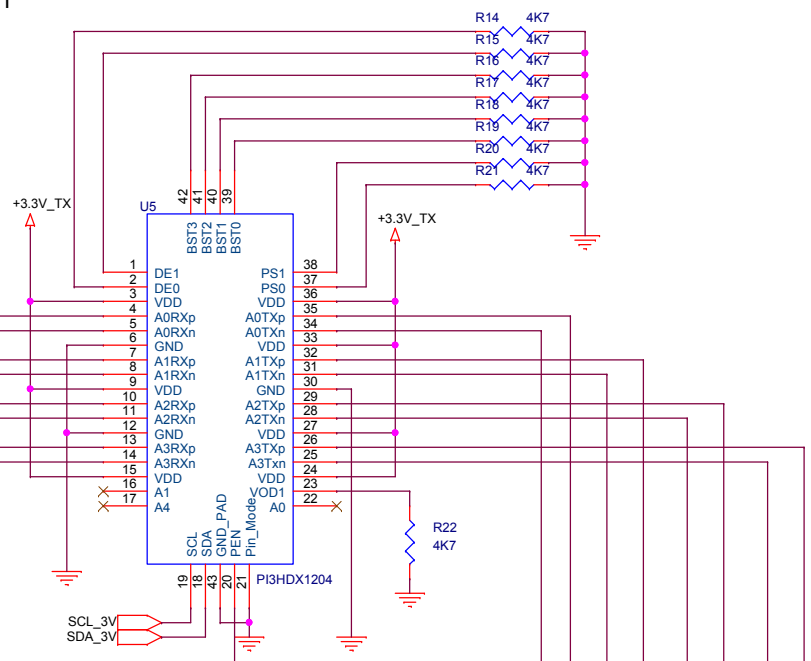 R14 4K7
R15 4K7
R16 4K7
R17 4K7
R18 4K7
R19 4K7
R20 4K7
R21 4K7
42 41 40 39
+3.3V_TX
U5
+3.3V_TX
BST3 BST2 BST1 BST0
1 DE1 PS1 38
2 DE0 PS0 37
3 VDD VDD 36
4 A0RXp A0TXp 35
5 A0RXn A0TXn 34
6 GND VDD 33
7 A1RXp A1TXp 32
8 A1RXn A1TXn 31
9 VDD GND 30
10 A2RXp A2TXp 29
11 A2RXn A2TXn 28
12 GND VDD 27
13 A3RXp A3TXp 26
14 A3RXn A3Txn 25
15 VDD VDD 24
16 A1 VOD1 23
17 A4 A0 22
R22
4K7
SCL SDA GND_PAD PEN Pin_Mode
19 18 43 20 21
PI3HDX1204
SCL_3V
SDA_3V